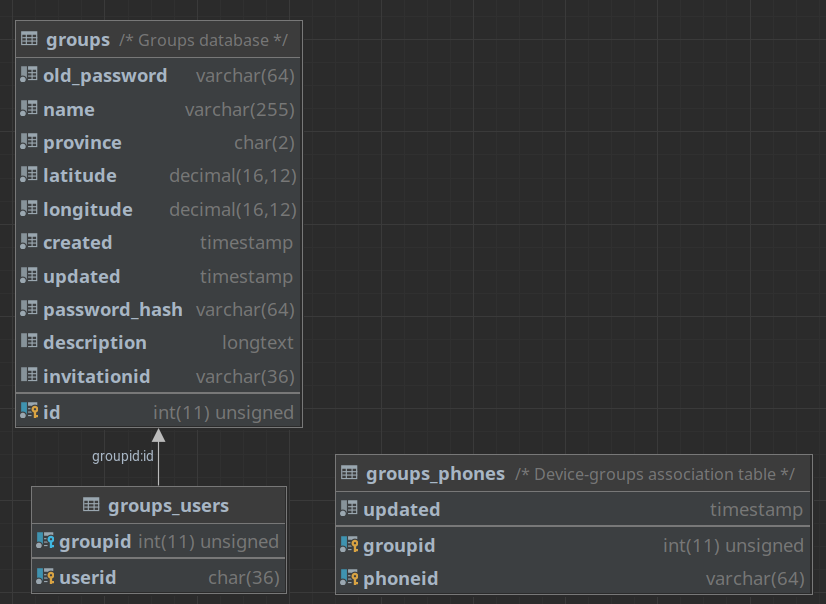 groups /* Groups database */
old_password varchar(64)
name varchar(255)
province char(2)
latitude decimal(16,12)
longitude decimal(16,12)
created timestamp
updated timestamp
password_hash varchar(64)
description longtext
invitationid varchar(36)
id int(11) unsigned
groupid:id
groups_users
groupid int(11) unsigned
userid char(36)
groups_phones /* Device-groups association table */
updated timestamp
groupid int(11) unsigned
phoneid varchar(64)